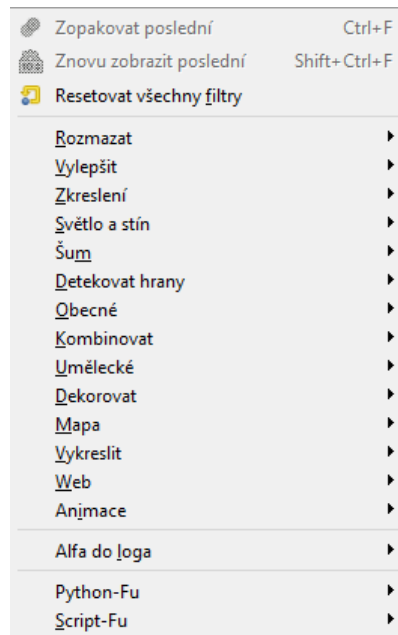 Zopakovat poslední Ctrl+F
Znovu zobrazit poslední Shift+Ctrl+F
Resetovat všechny filtry
Rozmazat
Vylepšit
Zkreslení
Světlo a stín
Šum
Detekovat hrany
Obecné
Kombinovat
Umělecké
Dekorovat
Mapa
Vykreslit
Web
Animace
Alfa do loga
Python-Fu
Script-Fu